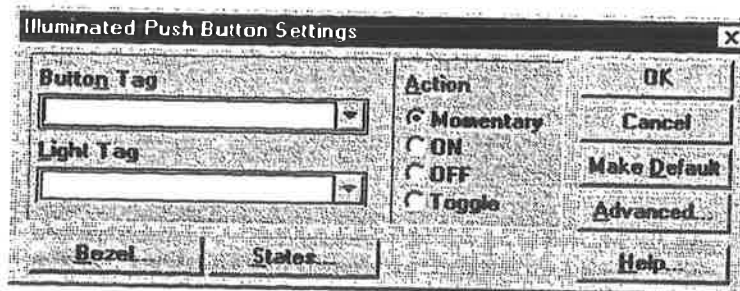 Illuminated Push Button Settings
Button Tag
Light Tag
Action
Momentary
ON
OFF
Toggle
OK
Cancel
Make Default
Advanced...
Help...
Bezel...
States...